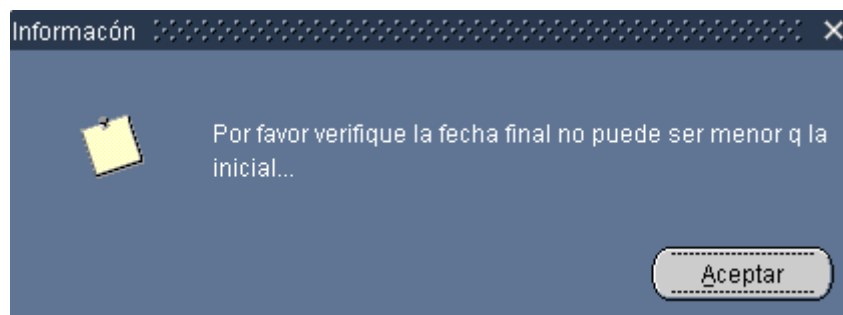 Informacón
Por favor verifique la fecha final no puede ser menor q la
inicial...
Aceptar